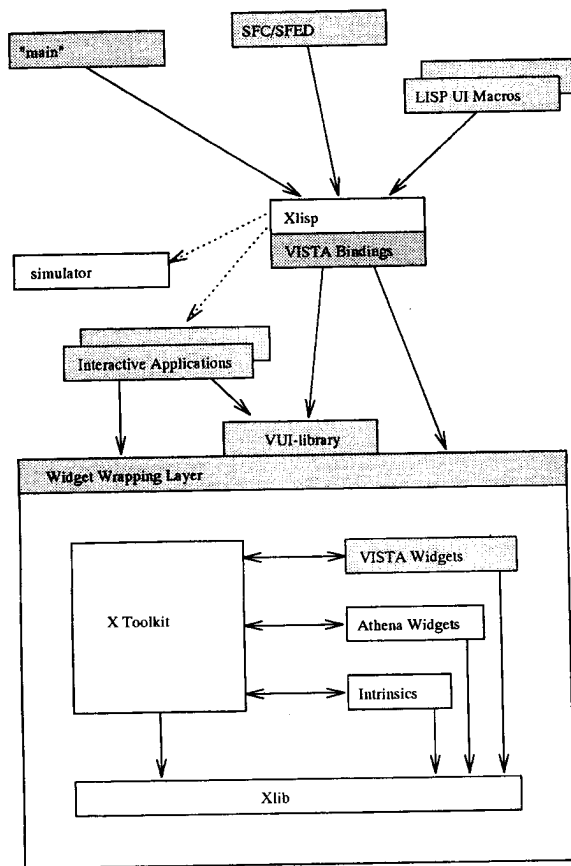 SFC/SFED
"main"
LISP UI Macros
Xlisp
VISTA Bindings
simulator
Interactive Applications
VUI-library
Widget Wrapping Layer
VISTA Widgets
X Toolkit
Athena Widgets
Intrinsics
Xlib